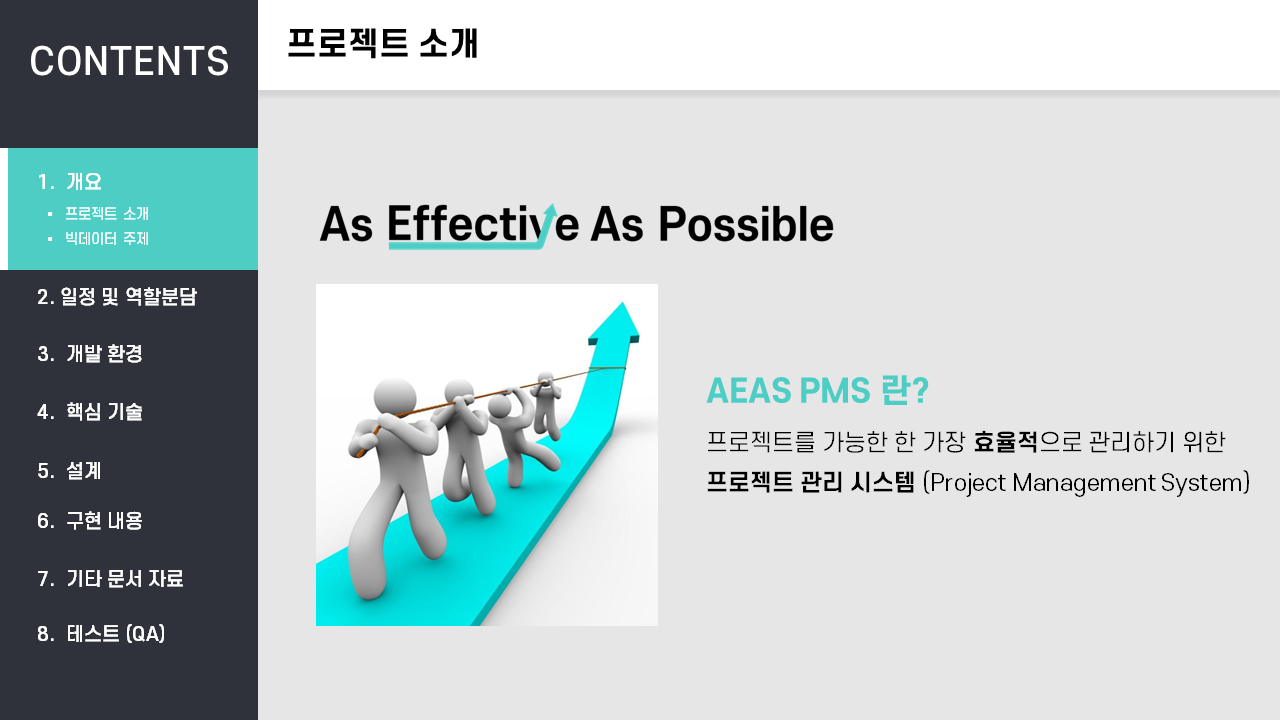 CONTENTS
1. 개요
▪ 프로젝트 소개
▪ 빅데이터 주제
2. 일정 및 역할분담
3. 개발 환경
4. 핵심 기술
5. 설계
6. 구현 내용
7. 기타 문서 자료
8. 테스트 (QA)
프로젝트 소개
As Effective As Possible
AEAS PMS 란?
프로젝트를 가능한 한 가장 효율적으로 관리하기 위한
프로젝트 관리 시스템 (Project Management System)